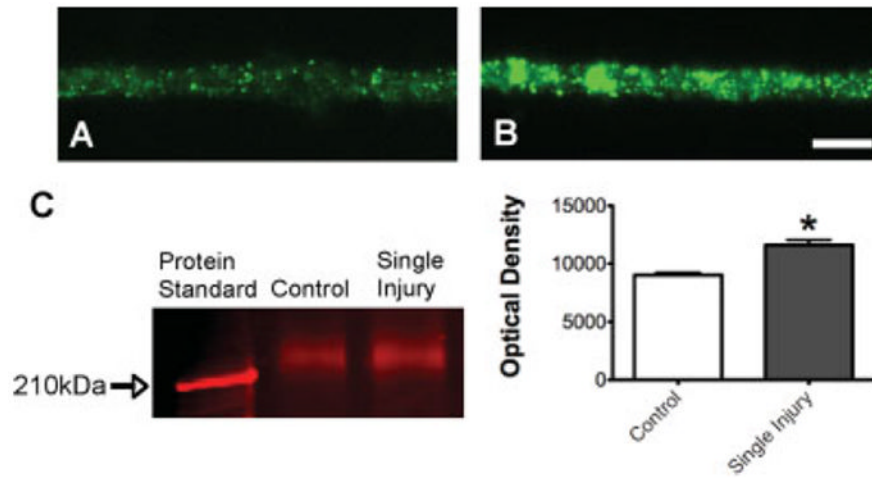 A
B
C
Protein
Standard
Control
Single
Injury
210kDa
Optical Density
15000
10000
5000
0
*
Control
Single Injury